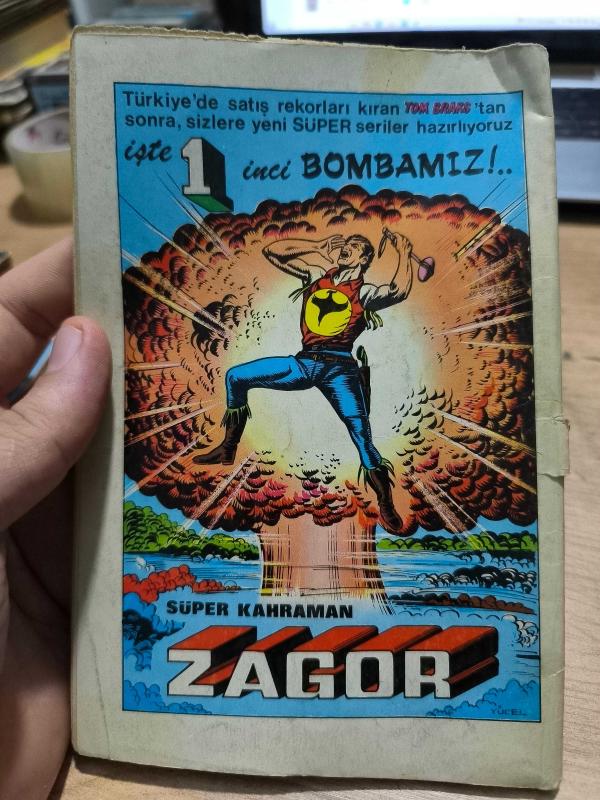 Türkiye'de satış rekorları kıran TOM BRAKS'tan
sonra, sizlere yeni SÜPER seriler hazırlıyoruz
işte 1 inci BOMBAMIZ!..
SÜPER KAHRAMAN
ZAGOR
YÜCEL